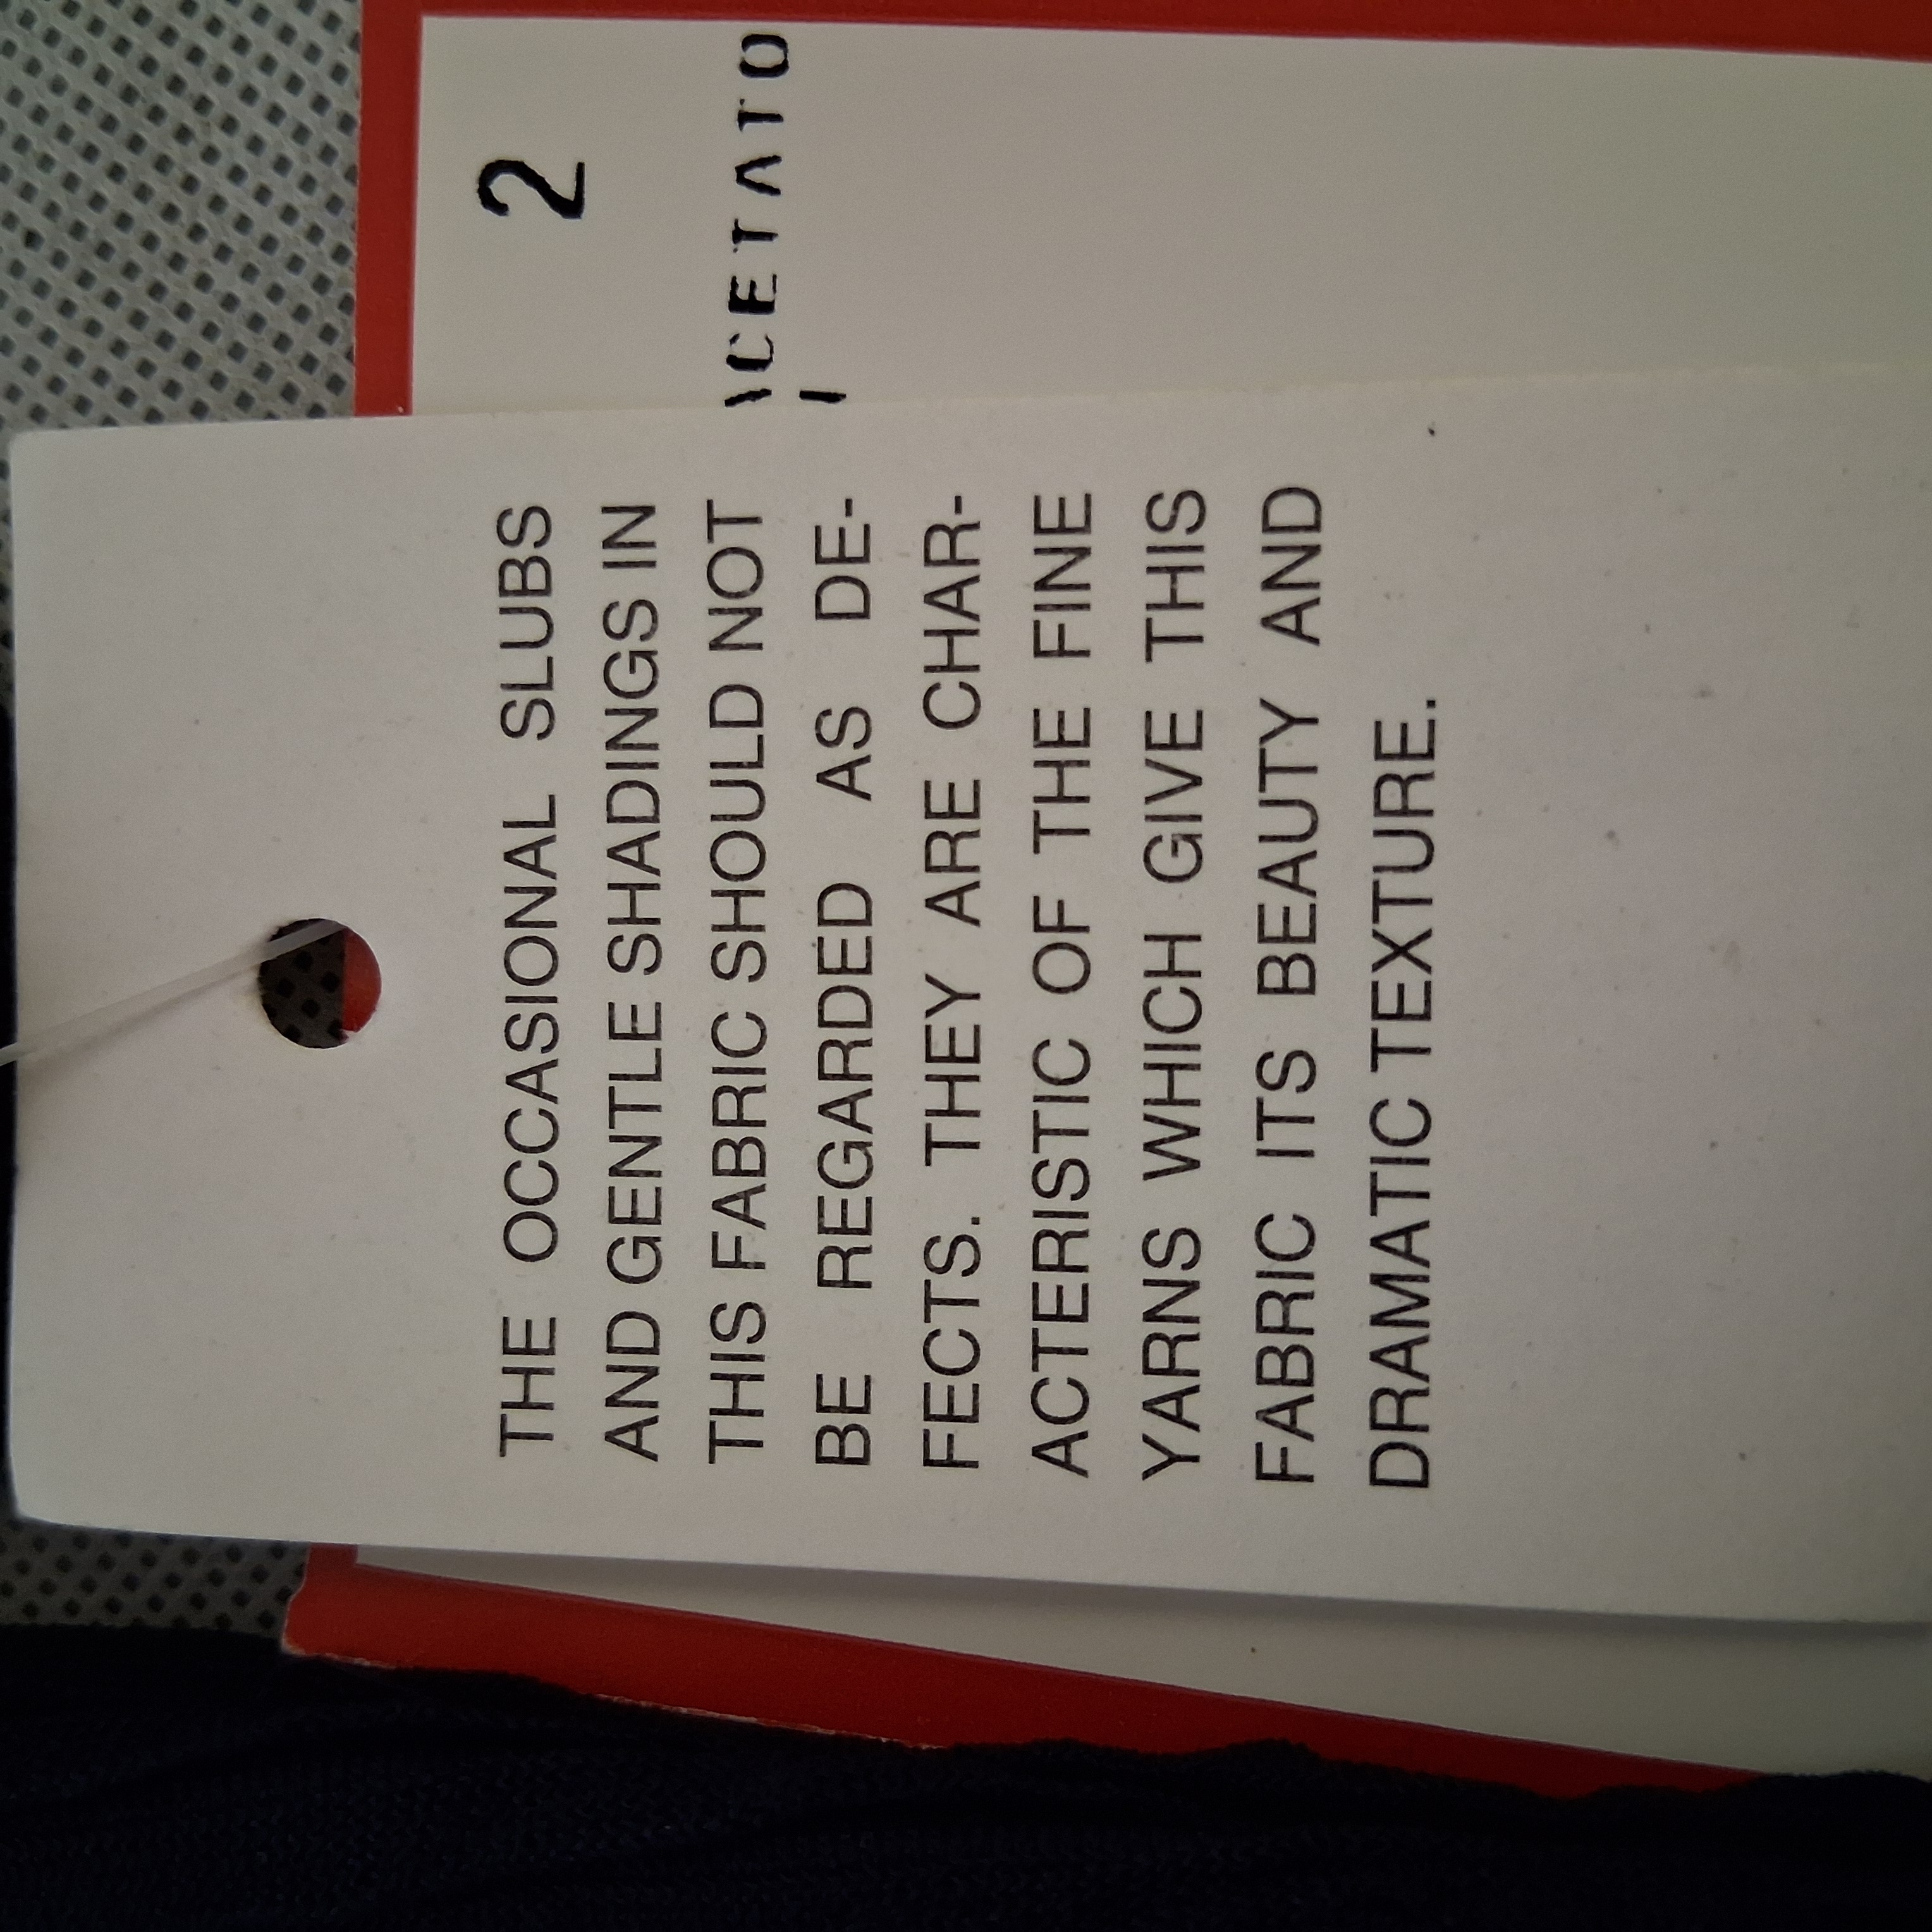 2
CETATO
THE OCCASIONAL SLUBS
AND GENTLE SHADINGS IN
THIS FABRIC SHOULD NOT
BE REGARDED AS DE-
FECTS. THEY ARE CHAR-
ACTERISTIC OF THE FINE
YARNS WHICH GIVE THIS
FABRIC ITS BEAUTY AND
DRAMATIC TEXTURE.